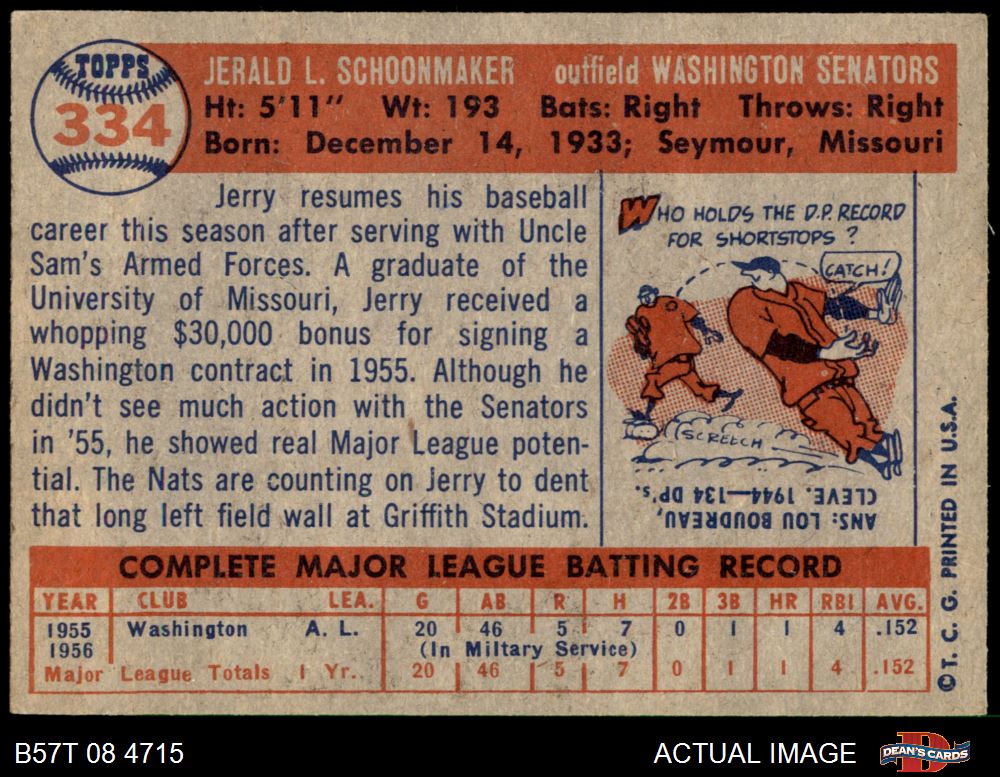 TOPPS
334
JERALD L. SCHOONMAKER outfield WASHINGTON SENATORS
Ht: 5'11" Wt: 193 Bats: Right Throws: Right
Born: December 14, 1933; Seymour, Missouri
Jerry resumes his baseball
career this season after serving with Uncle
Sam's Armed Forces. A graduate of the
University of Missouri, Jerry received a
whopping $30,000 bonus for signing a
Washington contract in 1955. Although he
didn't see much action with the Senators
in '55, he showed real Major League poten-
tial. The Nats are counting on Jerry to dent
that long left field wall at Griffith Stadium.
WHO HOLDS THE D.P. RECORD
FOR SHORTSTOPS?
CATCH!
SCREECH
ANS: LOU BOUDREAU,
CLEVE. 1944—134 DP's.
COMPLETE MAJOR LEAGUE BATTING RECORD
YEAR CLUB LEA. G AB R H 2B 3B HR RBI AVG.
1955 Washington A. L. 20 46 5 7 0 1 1 4 .152
1956 (In Miltary Service)
Major League Totals 1 Yr. 20 46 5 7 0 1 1 4 .152
©T. C. G. PRINTED IN U.S.A.
B57T 08 4715 ACTUAL IMAGE DEAN'S CARDS